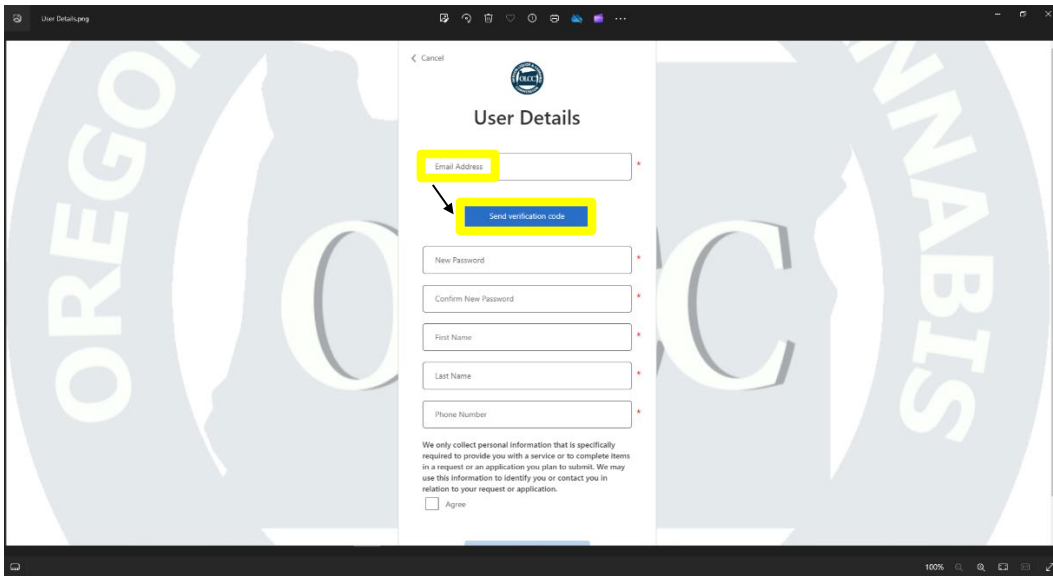 User Details.png
Cancel
OLCC
User Details
Email Address
*
Send verification code
New Password
*
Confirm New Password
*
First Name
*
Last Name
*
Phone Number
*
We only collect personal information that is specifically
required to provide you with a service or to complete items
in a request or an application you plan to submit. We may
use this information to identify you or contact you in
relation to your request or application.
Agree
OREGON
O C C
NNABIS
100%